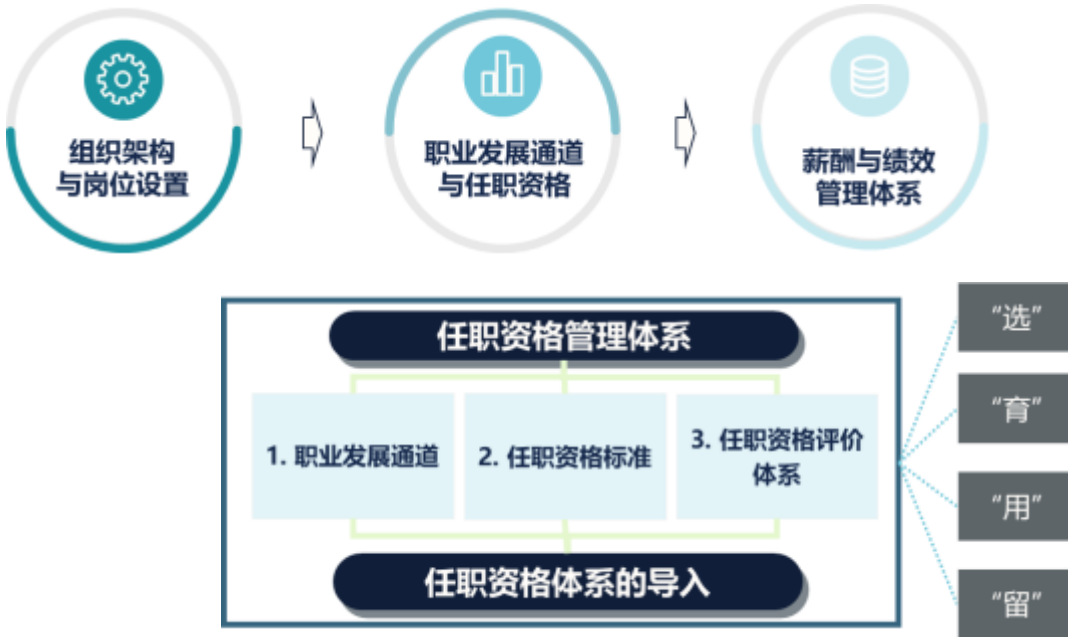 组织架构
与岗位设置
职业发展通道
与任职资格
薪酬与绩效
管理体系
任职资格管理体系
1. 职业发展通道
2. 任职资格标准
3. 任职资格评价
体系
任职资格体系的导入
“选”
“育”
“用”
“留”